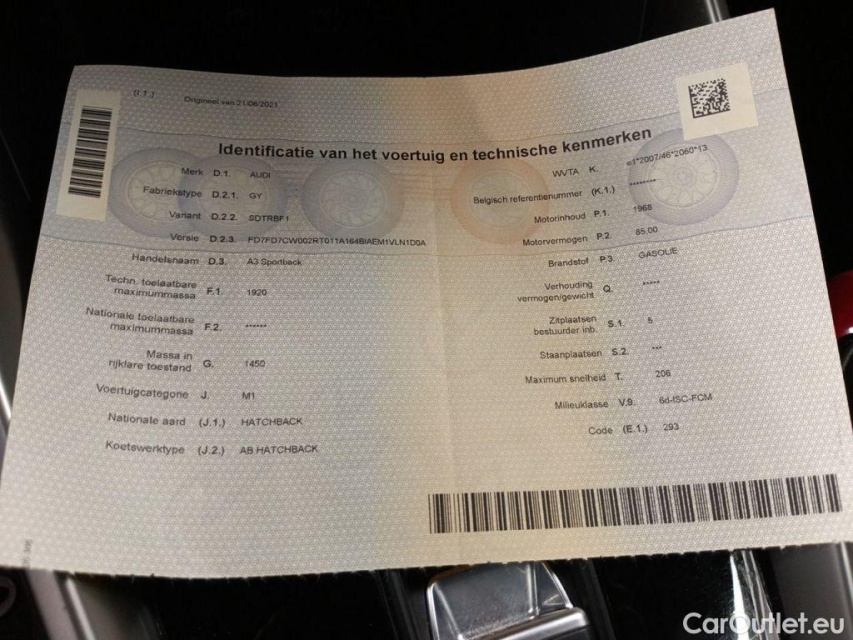 (I.1.) Origineel van 21/06/2021
Identificatie van het voertuig en technische kenmerken
Merk D.1. AUDI
Fabriekstype D.2.1. GY
Variant D.2.2. SDTRBF1
Versie D.2.3. FD7FD7CW002RT011A164BIAEM1VLN1D0A
Handelsnaam D.3. A3 Sportback
Techn. toelaatbare
maximummassa F.1. 1920
Nationale toelaatbare
maximummassa F.2. ******
Massa in
rijklare toestand G. 1450
Voertuigcategorie J. M1
Nationale aard (J.1.) HATCHBACK
Koetswerktype (J.2.) AB HATCHBACK
WVTA K. e1*2007/46*2060*13
Belgisch referentienummer (K.1.) ********
Motorinhoud P.1. 1968
Motorvermogen P.2. 85.00
Brandstof P.3. GASOLIE
Verhouding
vermogen/gewicht Q. *****
Zitplaatsen
bestuurder inb. S.1. 5
Staanplaatsen S.2. ***
Maximum snelheid T. 206
Milieuklasse V.9. 6d-ISC-FCM
Code (E.1.) 293
CarOutlet.eu